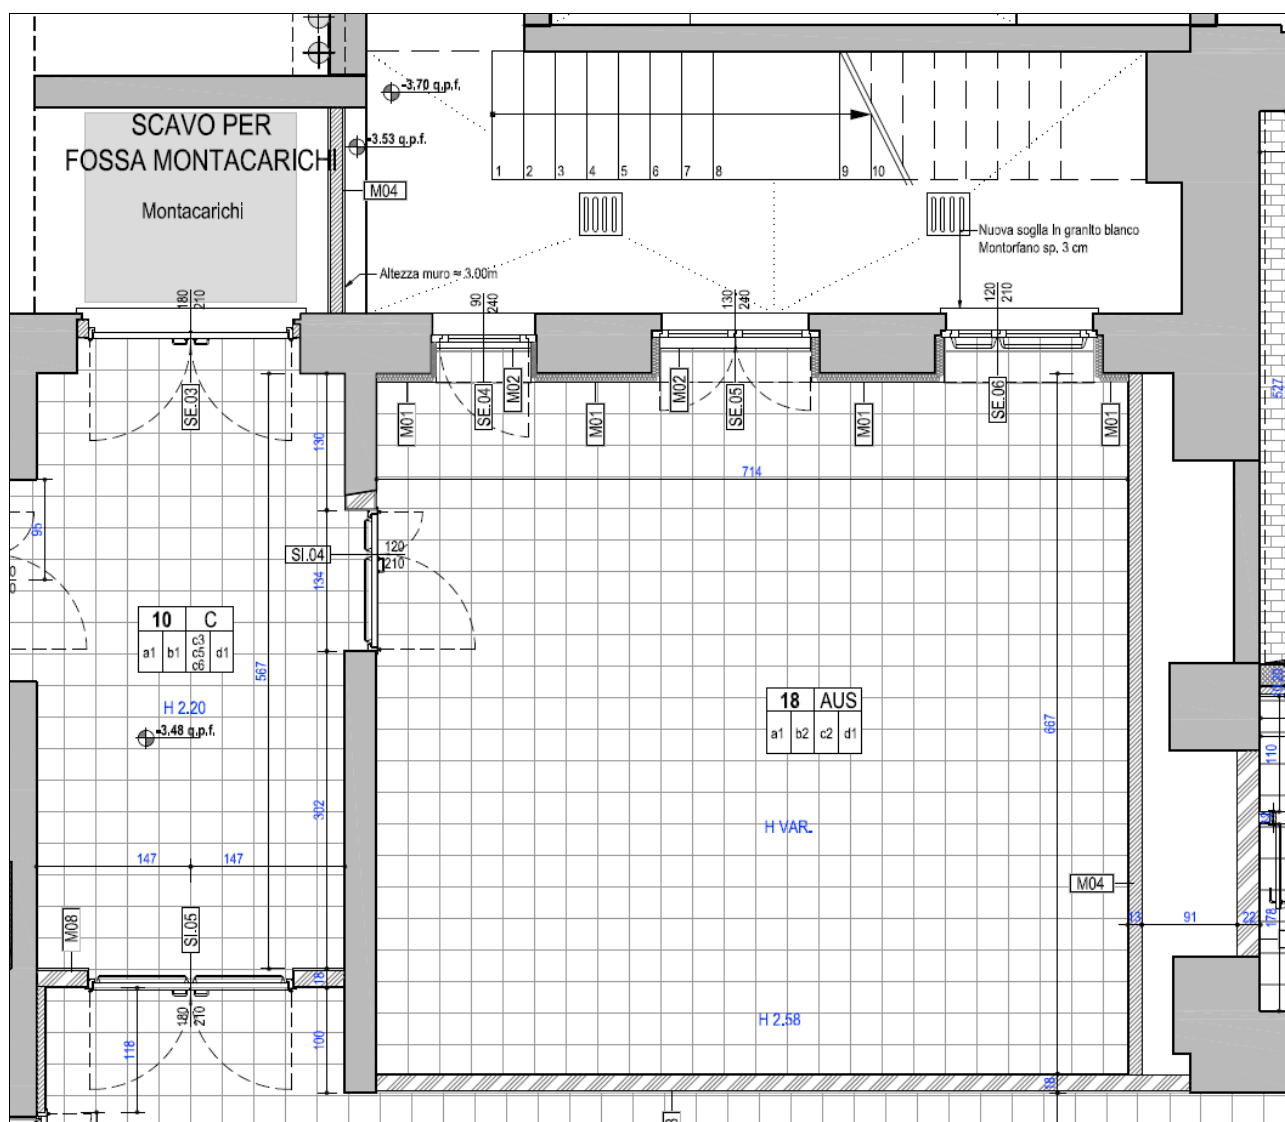 -3.70 q.p.f.
SCAVO PER
FOSSA MONTACARICHI
-3.53 q.p.f.
1 2 3 4 5 6 7 8 9 10
M04
Montacarichi
Nuova soglia in granito bianco
Montorfano sp. 3 cm
Altezza muro ≈ 3.00m
180
210
90
240
130
240
120
210
527
SE.03
M01
SE.04
M02
M01
M02
SE.05
M01
SE.06
M01
130
714
95
SI.04
120
210
134
10 C
a1 b1 c3 c5 c6 d1
567
H 2.20
-3.48 q.p.f.
18 AUS
a1 b2 c2 d1
667
110
302
H VAR.
147
147
M04
M08
SI.05
13
91
22
178
18
180
210
H 2.58
118
100
18